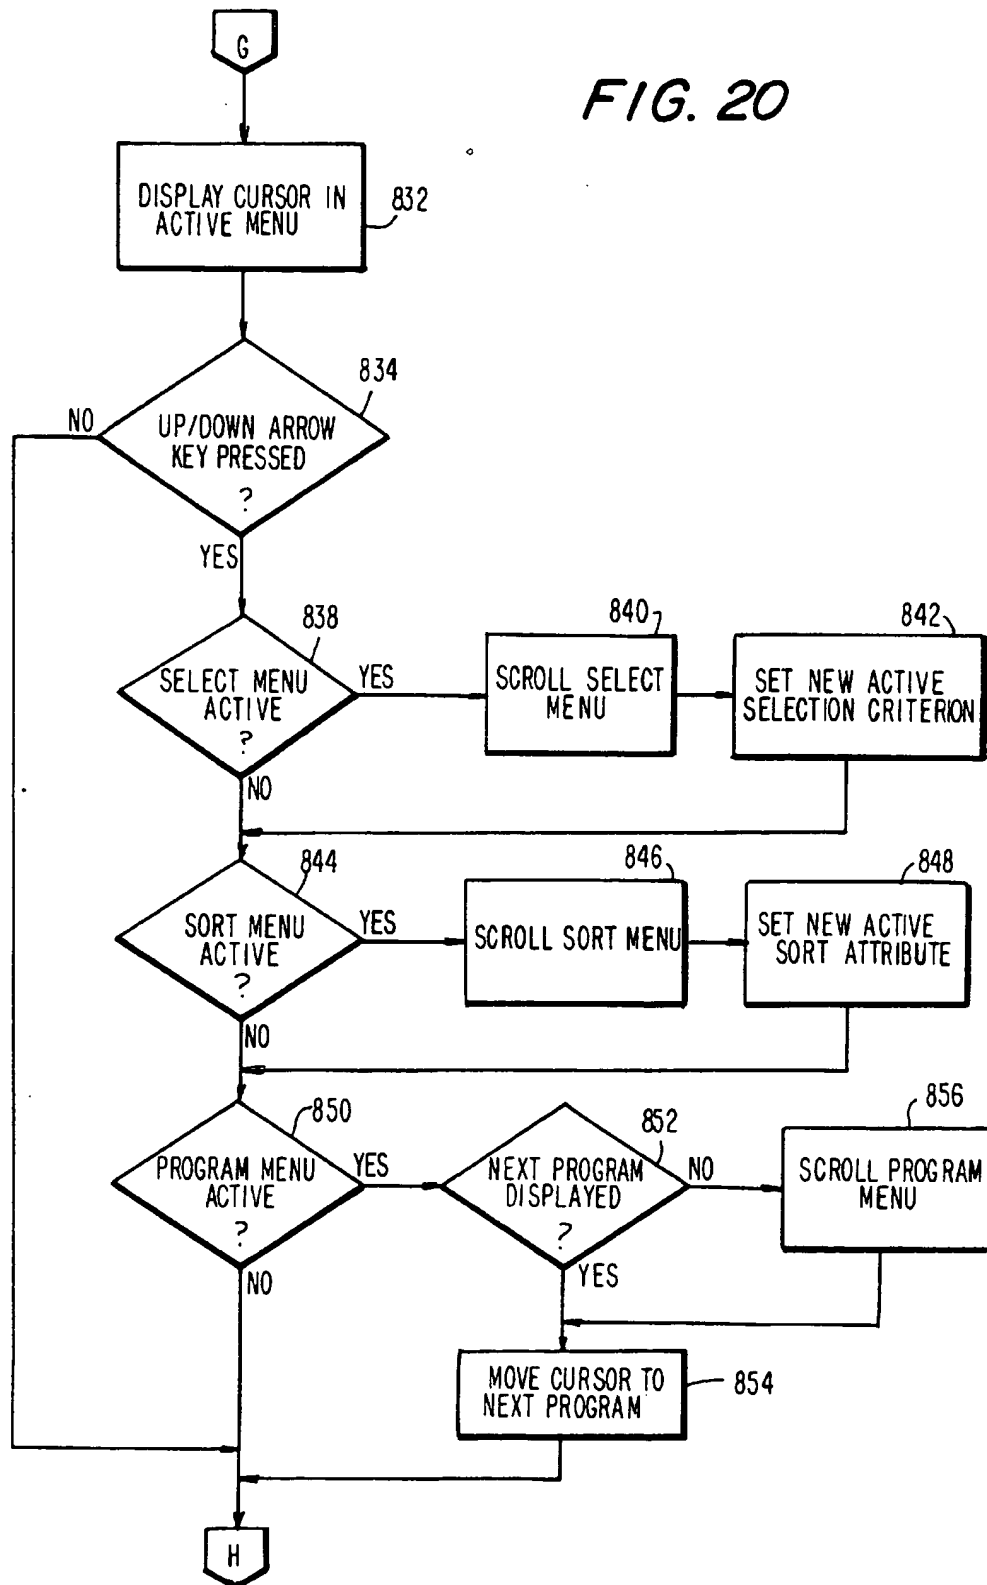 G
FIG. 20
DISPLAY CURSOR IN
ACTIVE MENU
832
834
NO
UP/DOWN ARROW
KEY PRESSED
?
YES
838
SELECT MENU
ACTIVE
?
YES
840
SCROLL SELECT
MENU
842
SET NEW ACTIVE
SELECTION CRITERION
NO
844
SORT MENU
ACTIVE
?
YES
846
SCROLL SORT MENU
848
SET NEW ACTIVE
SORT ATTRIBUTE
NO
850
PROGRAM MENU
ACTIVE
?
YES
852
NEXT PROGRAM
DISPLAYED
?
NO
856
SCROLL PROGRAM
MENU
NO
YES
MOVE CURSOR TO
NEXT PROGRAM
854
H